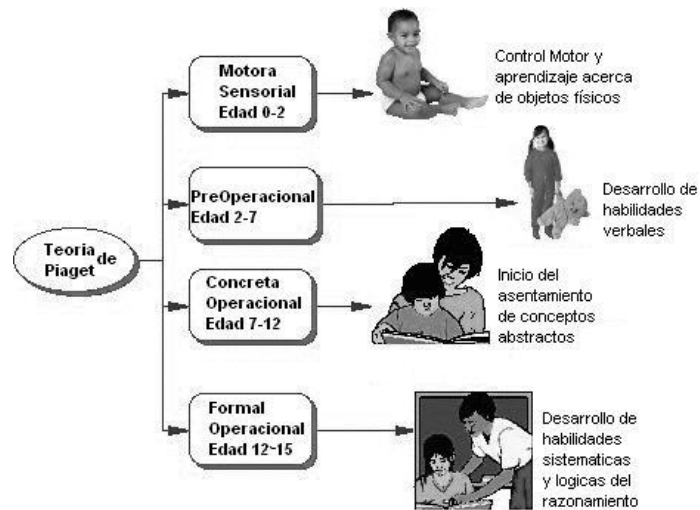 Motora
Sensorial
Edad 0-2
Control Motor y
aprendizaje acerca
de objetos físicos
PreOperacional
Edad 2-7
Desarrollo de
habilidades
verbales
Teoria de
Piaget
Concreta
Operacional
Edad 7-12
Inicio del
asentamiento
de conceptos
abstractos
Formal
Operacional
Edad 12~15
Desarrollo de
habilidades
sistematicas
y logicas del
razonamiento